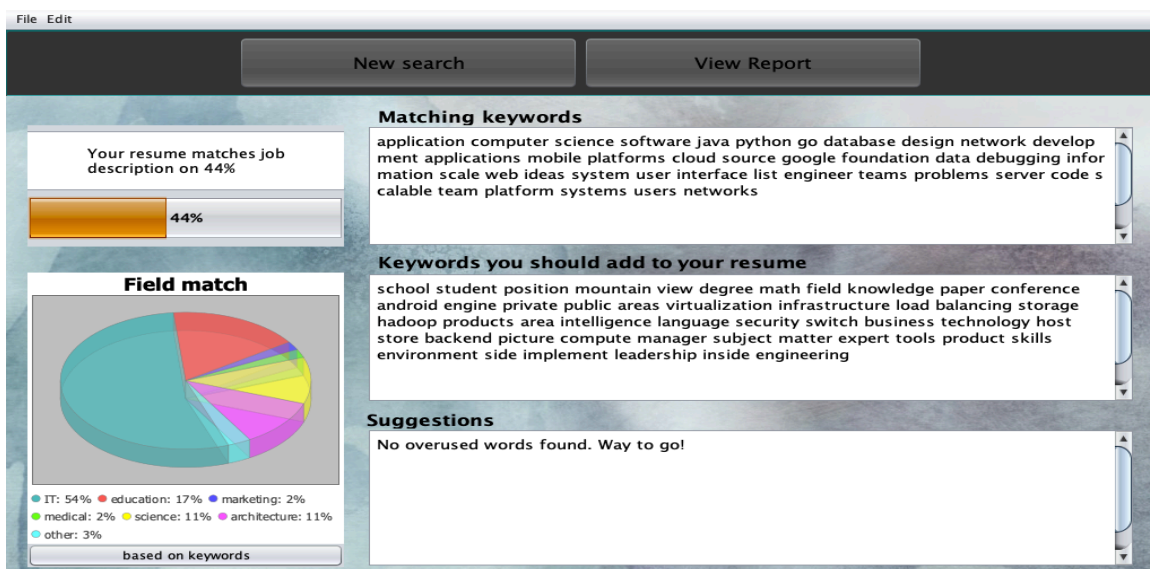 File Edit
New search
View Report
Your resume matches job
description on 44%
44%
Field match
IT: 54% education: 17% marketing: 2%
medical: 2% science: 11% architecture: 11%
other: 3%
based on keywords
Matching keywords
application computer science software java python go database design network develop
ment applications mobile platforms cloud source google foundation data debugging infor
mation scale web ideas system user interface list engineer teams problems server code s
calable team platform systems users networks
Keywords you should add to your resume
school student position mountain view degree math field knowledge paper conference
android engine private public areas virtualization infrastructure load balancing storage
hadoop products area intelligence language security switch business technology host
store backend picture compute manager subject matter expert tools product skills
environment side implement leadership inside engineering
Suggestions
No overused words found. Way to go!